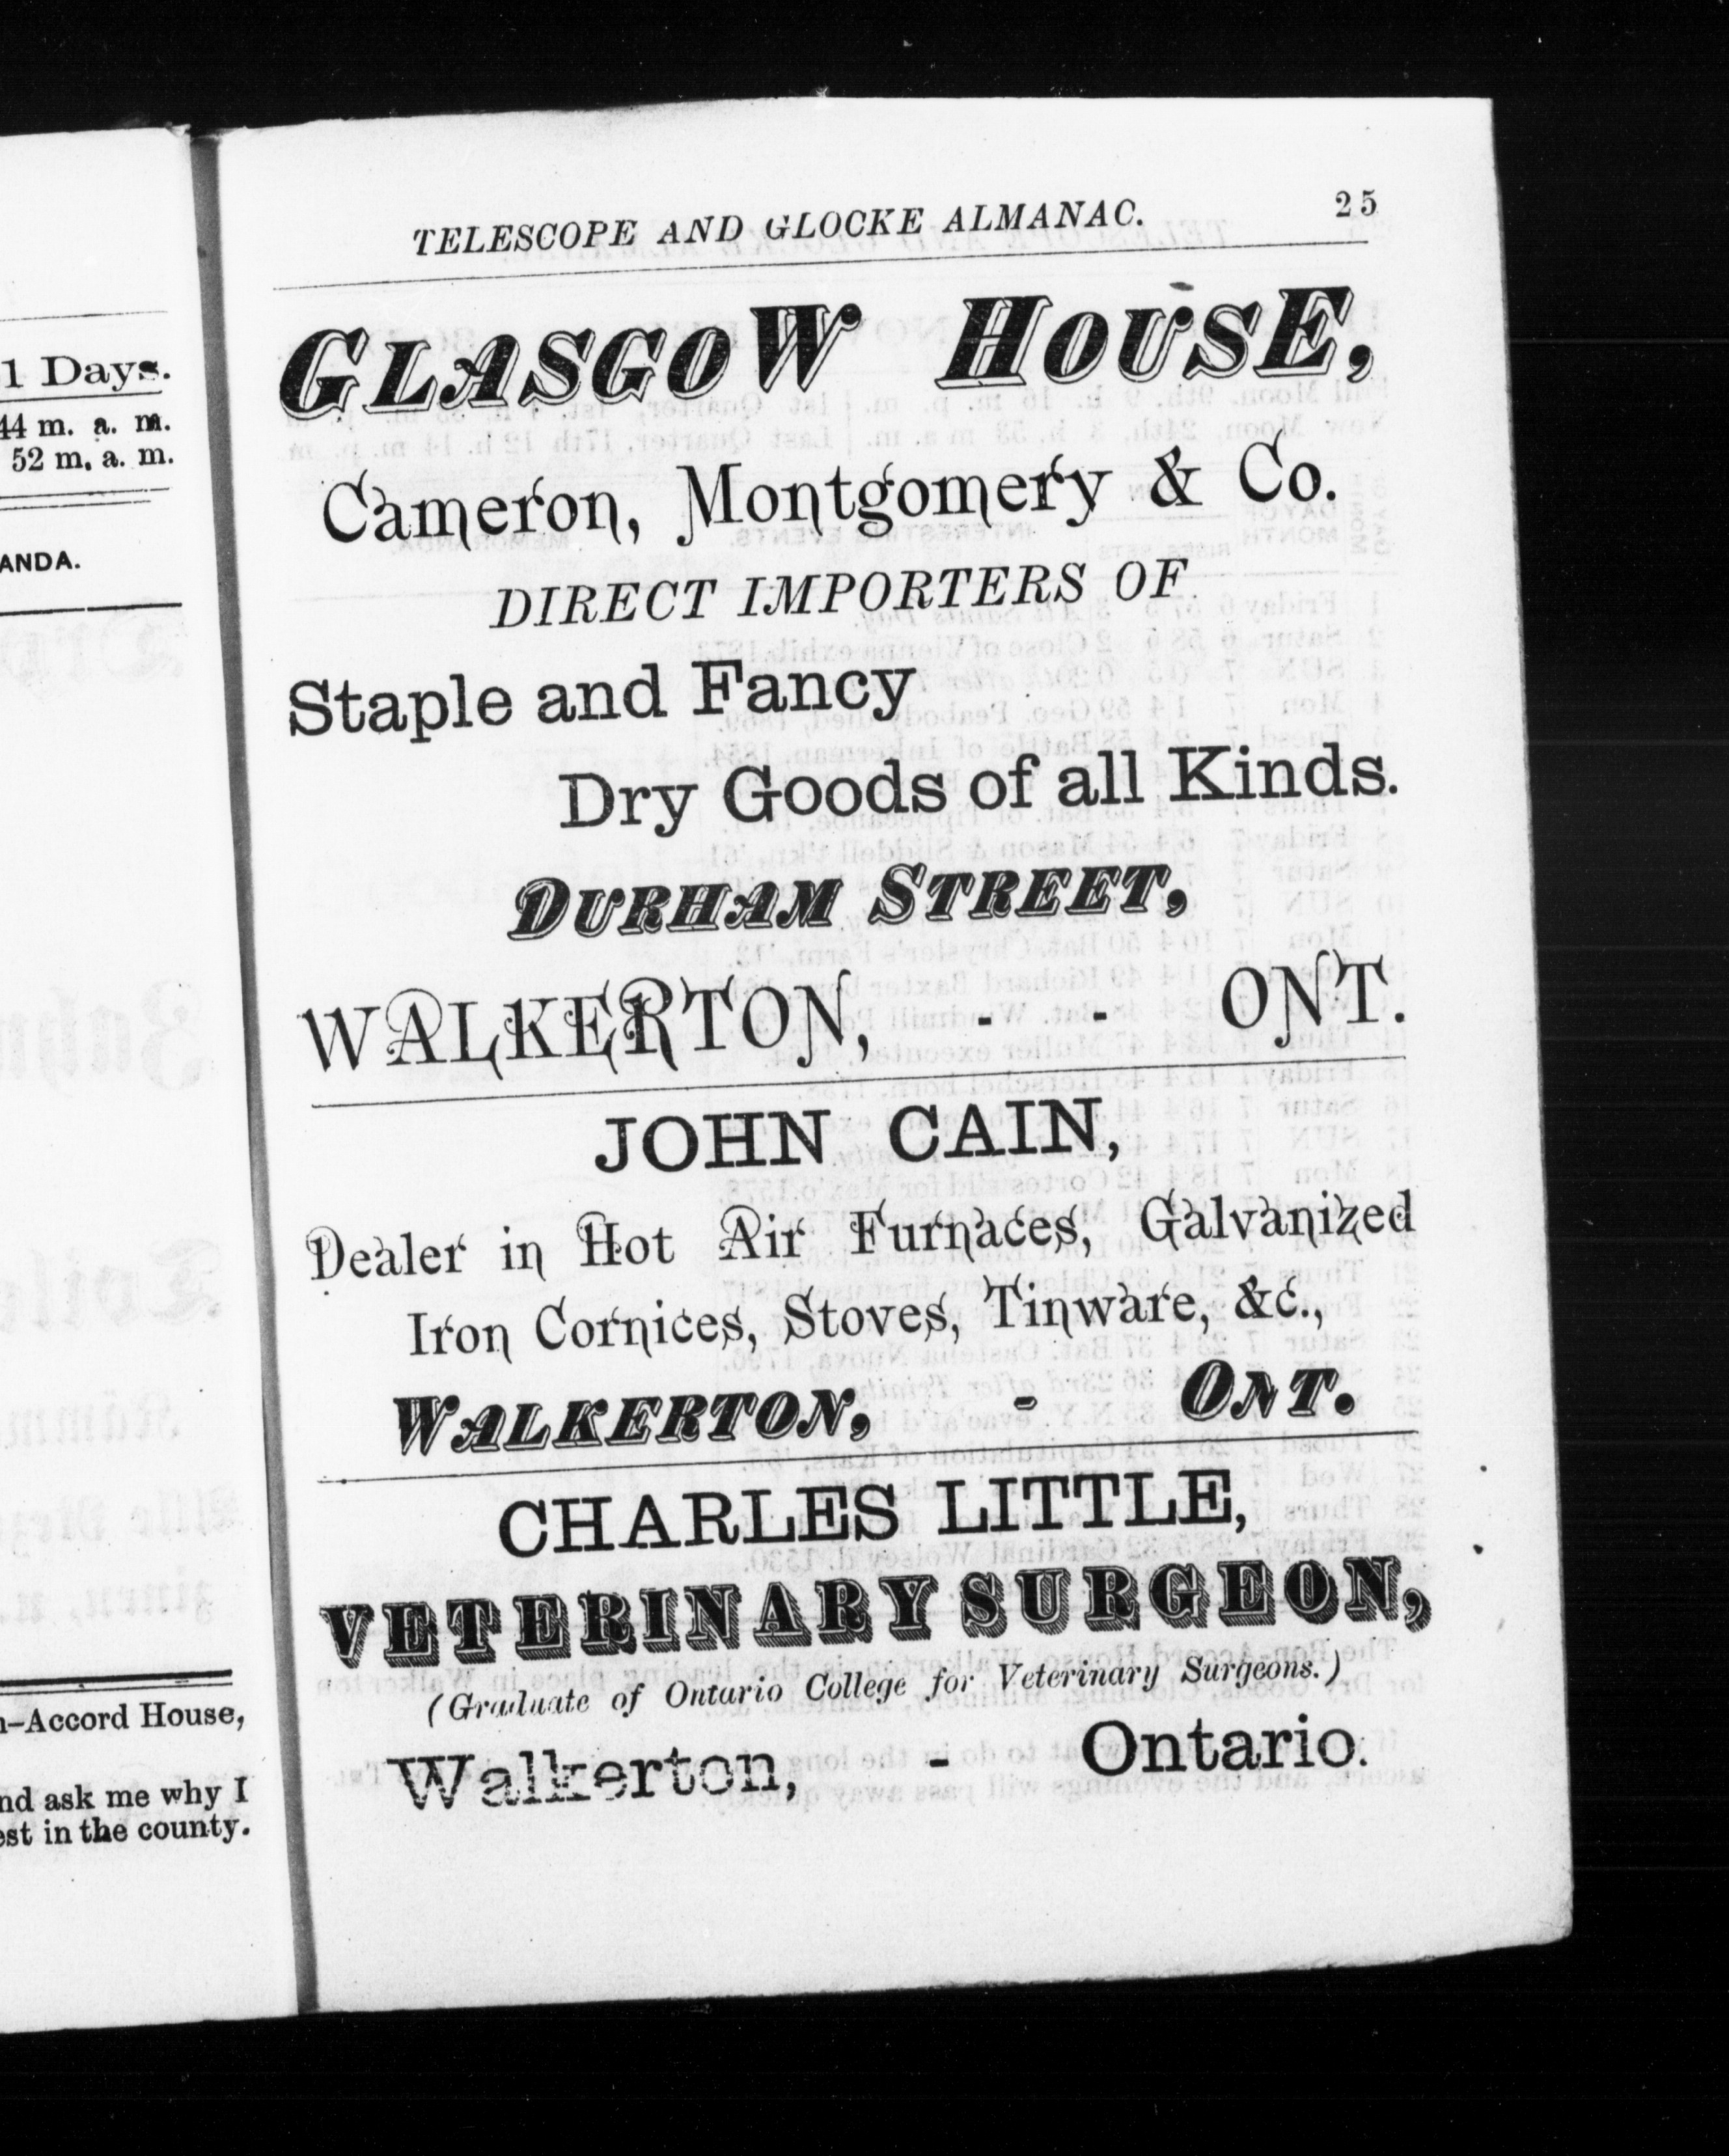 1 Days.
44 m. a. m.
52 m. a. m.
ANDA.
-Accord House,
nd ask me why I
est in the county.
TELESCOPE AND GLOCKE ALMANAC. 25
GLASGOW HOUSE,
Cameron, Montgomery & Co.
DIRECT IMPORTERS OF
Staple and Fancy
Dry Goods of all Kinds.
DURHAM STREET,
WALKERTON, - - ONT.
JOHN CAIN,
Dealer in Hot Air Furnaces, Galvanized
Iron Cornices, Stoves, Tinware, &c.,
WALKERTON, - ONT.
CHARLES LITTLE,
VETERINARY SURGEON,
(Graduate of Ontario College for Veterinary Surgeons.)
Walkerton, - Ontario.